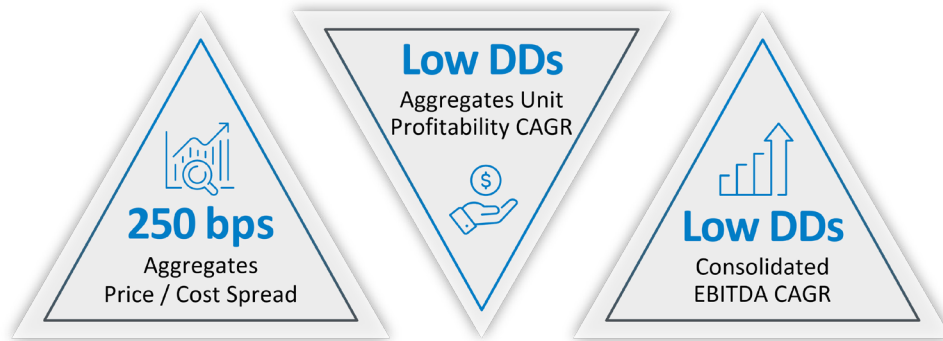 250 bps
Aggregates
Price / Cost Spread
Low DDs
Aggregates Unit
Profitability CAGR
$
Low DDs
Consolidated
EBITDA CAGR